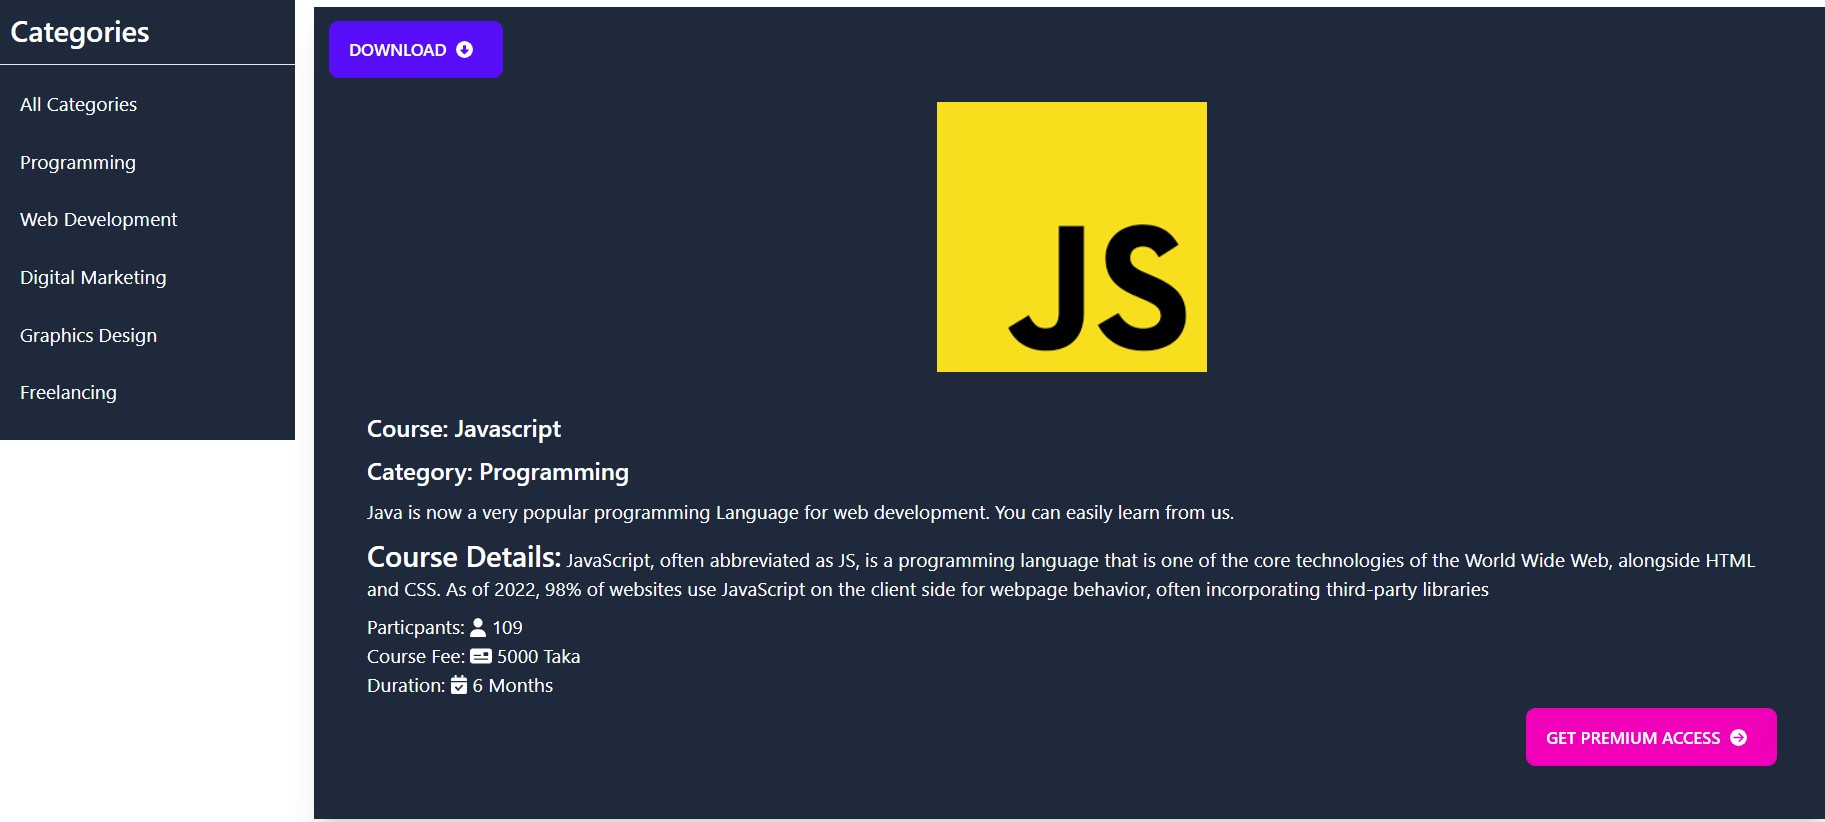 Categories
All Categories
Programming
Web Development
Digital Marketing
Graphics Design
Freelancing
DOWNLOAD
JS
Course: Javascript
Category: Programming
Java is now a very popular programming Language for web development. You can easily learn from us.
Course Details: JavaScript, often abbreviated as JS, is a programming language that is one of the core technologies of the World Wide Web, alongside HTML
and CSS. As of 2022, 98% of websites use JavaScript on the client side for webpage behavior, often incorporating third-party libraries
Particpants: 109
Course Fee: 5000 Taka
Duration: 6 Months
GET PREMIUM ACCESS